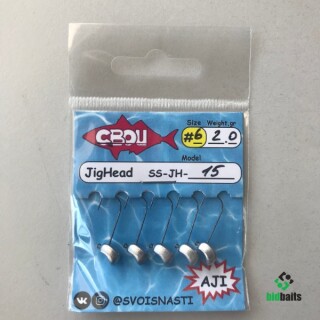 СВОИ
Size Weight gr
#6 2.0
Model
JigHead SS-JH- 15
AJI
@SVOISNASTI
bidbaits